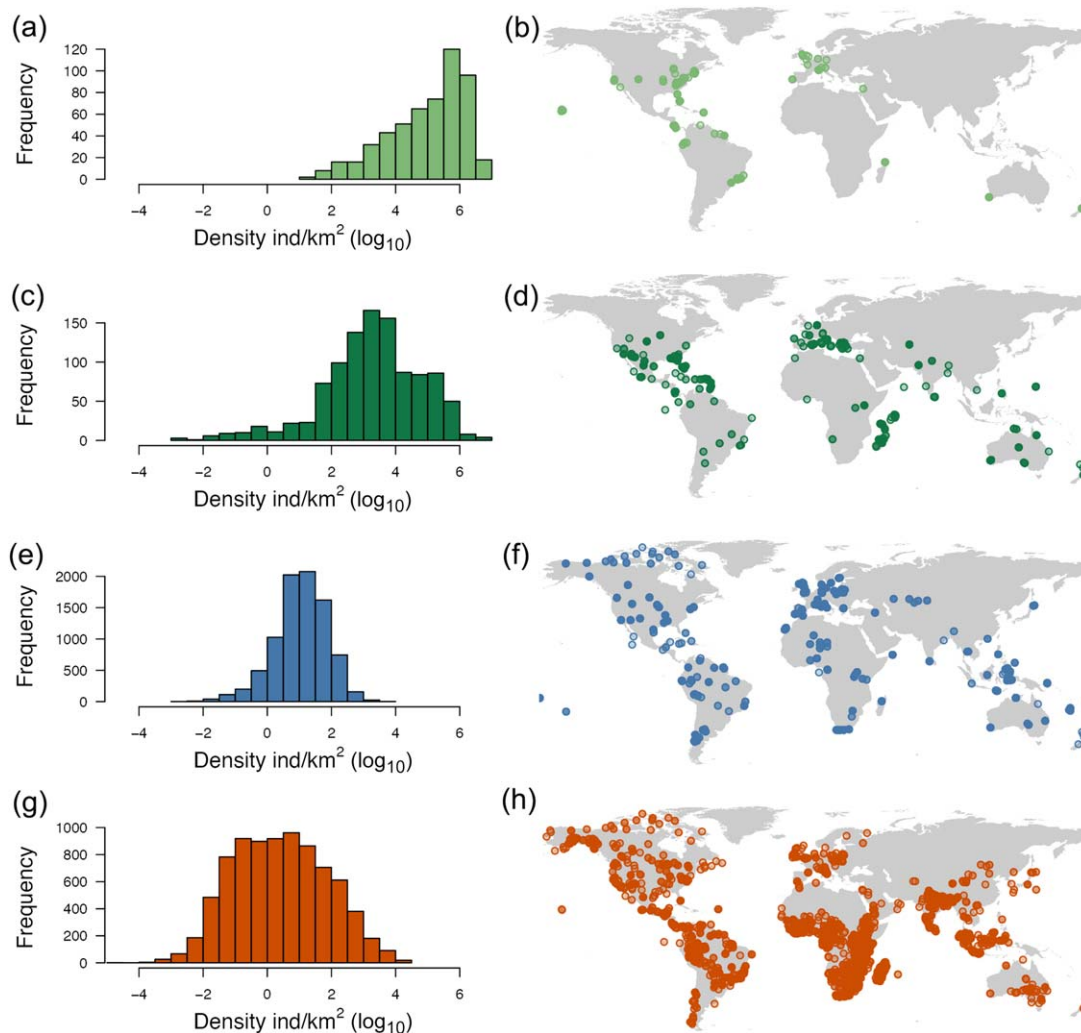 (a)
(b)
120
100
80
60
40
20
0
Frequency
−4 −2 0 2 4 6
Density ind/km² (log₁₀)
(c)
(d)
150
100
50
0
Frequency
−4 −2 0 2 4 6
Density ind/km² (log₁₀)
(e)
(f)
2000
1500
1000
500
0
Frequency
−4 −2 0 2 4 6
Density ind/km² (log₁₀)
(g)
(h)
1000
800
600
400
200
0
Frequency
−4 −2 0 2 4 6
Density ind/km² (log₁₀)